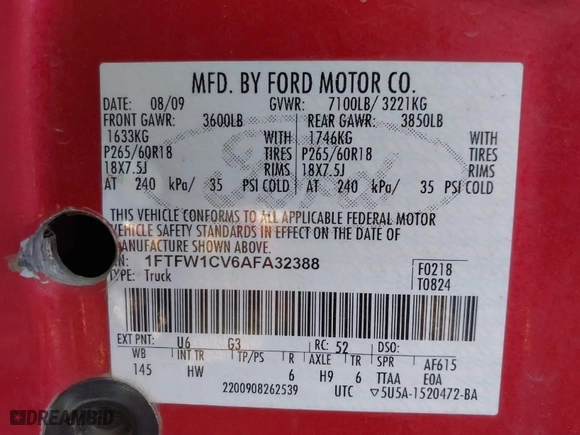 MFD. BY FORD MOTOR CO.
DATE: 08/09 GVWR: 7100LB/ 3221KG
FRONT GAWR: 3600LB REAR GAWR: 3850LB
1633KG WITH 1746KG WITH
P265/60R18 TIRES P265/60R18 TIRES
18X7.5J RIMS 18X7.5J RIMS
AT 240 kPa/ 35 PSI COLD AT 240 kPa/ 35 PSI COLD
THIS VEHICLE CONFORMS TO ALL APPLICABLE FEDERAL MOTOR
VEHICLE SAFETY STANDARDS IN EFFECT ON THE DATE OF
MANUFACTURE SHOWN ABOVE.
1FTFW1CV6AFA32388 F0218
TYPE: Truck T0824
EXT PNT: U6 G3 RC: 52 DSO:
WB INT TR TP/PS R AXLE TR SPR AF615
145 HW 6 H9 6 TTAA E0A
2200908262539 UTC ▽5U5A-1520472-BA
Ford
DREAMBID